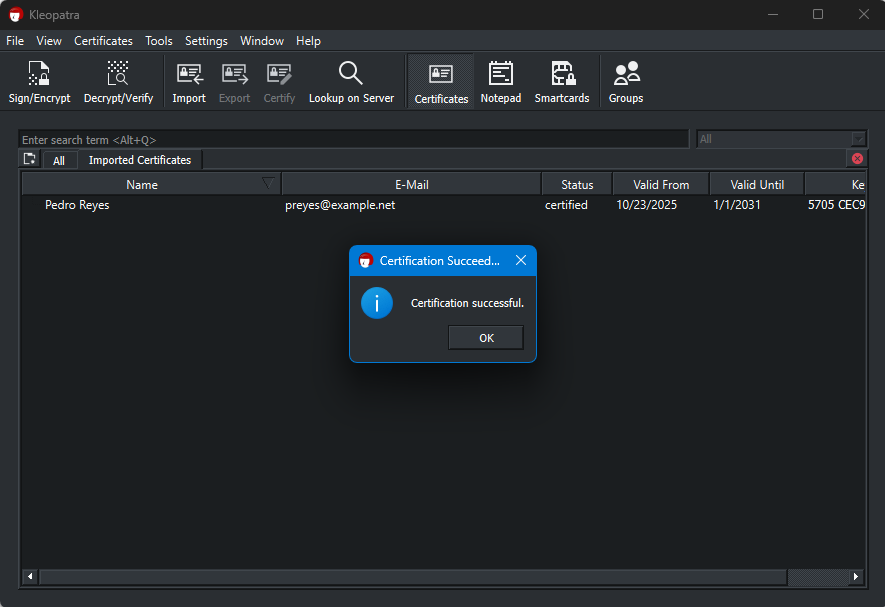 Kleopatra
File View Certificates Tools Settings Window Help
Sign/Encrypt Decrypt/Verify Import Export Certify Lookup on Server Certificates Notepad Smartcards Groups
Enter search term <Alt+Q> All
All Imported Certificates
Name E-Mail Status Valid From Valid Until Ke
Pedro Reyes preyes@example.net certified 10/23/2025 1/1/2031 5705 CEC9
Certification Succeed...
Certification successful.
OK